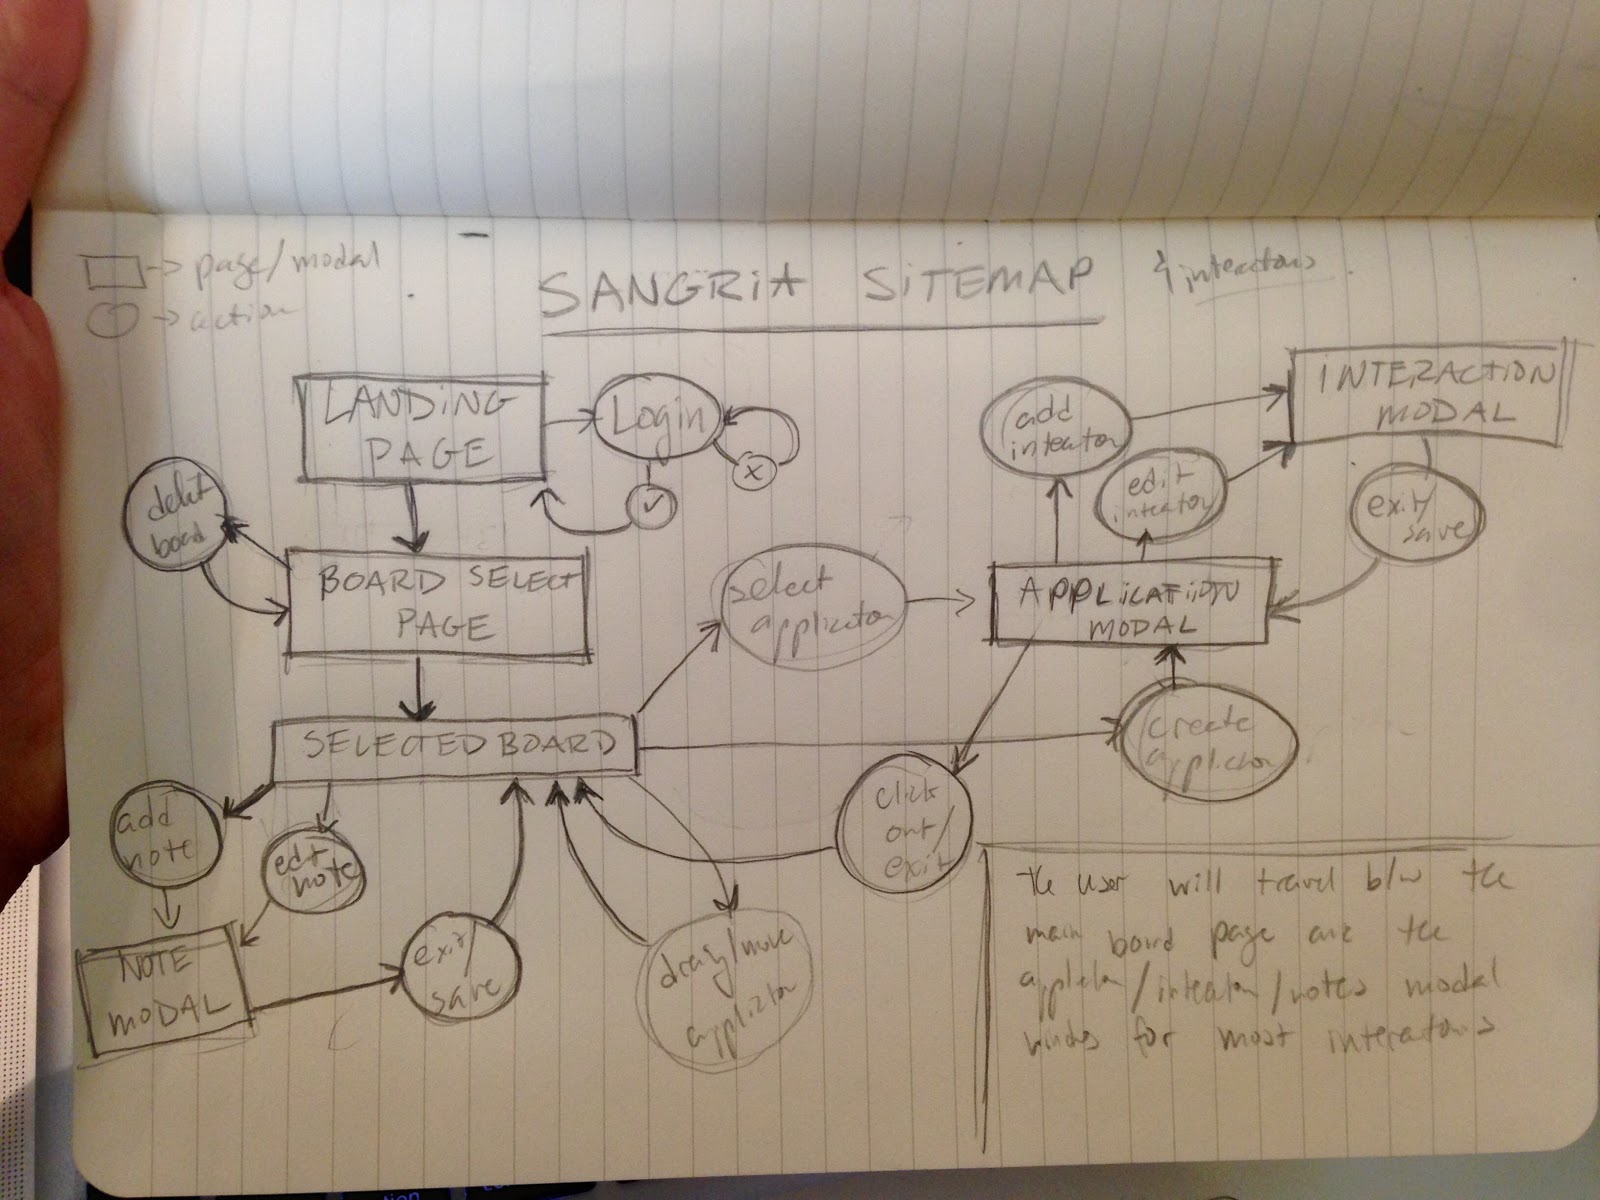 page/modal
action
SANGRIA SITEMAP
& interactions
LANDING
PAGE
Login
✓
x
add
interaction
edit
interaction
INTERACTION
MODAL
exit/
save
delet
board
BOARD SELECT
PAGE
select
application
APPLICATION
MODAL
SELECTED BOARD
create
application
click
out/
exit
add
note
edit
note
NOTE
MODAL
exit/
save
drag/move
application
the user will travel b/w the
main board page and the
application/interaction/notes modal
for most interactions